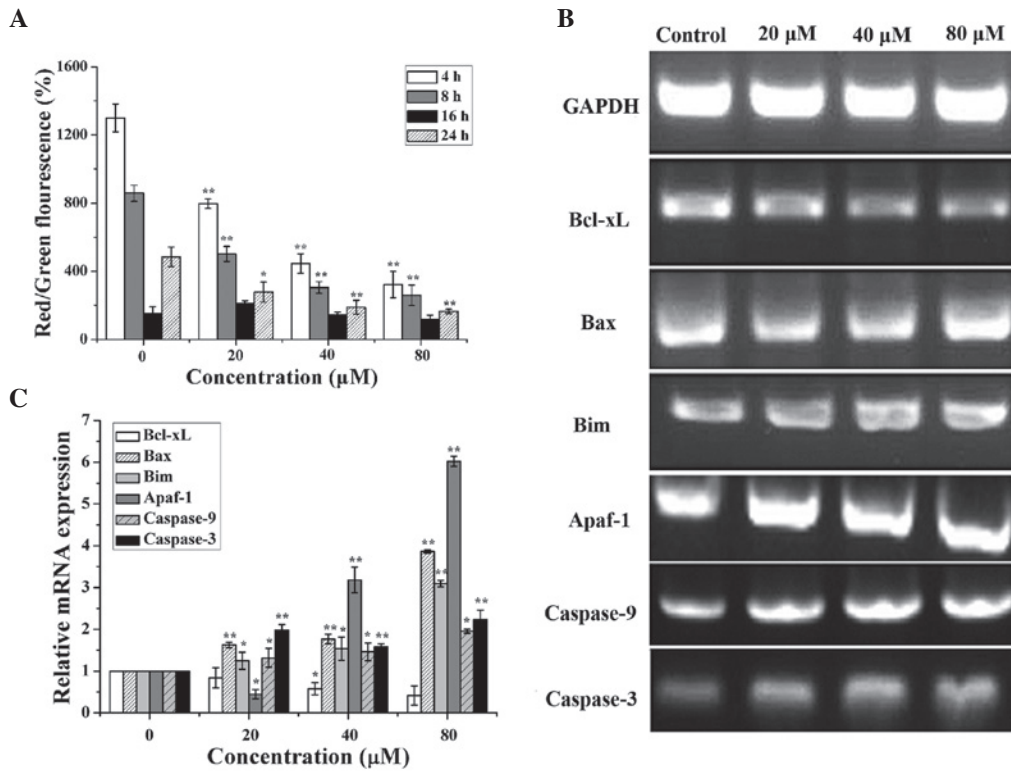 A
Red/Green flourescence (%)
1600
1200
800
400
0
4 h
8 h
16 h
24 h
**
**
*
**
**
**
**
**
**
0 20 40 80
Concentration (µM)
B
Control 20 µM 40 µM 80 µM
GAPDH
Bcl-xL
Bax
Bim
Apaf-1
Caspase-9
Caspase-3
C
Relative mRNA expression
7
6
5
4
3
2
1
0
Bcl-xL
Bax
Bim
Apaf-1
Caspase-9
Caspase-3
** * * * **
* ** * ** * **
** ** ** * **
0 20 40 80
Concentration (µM)